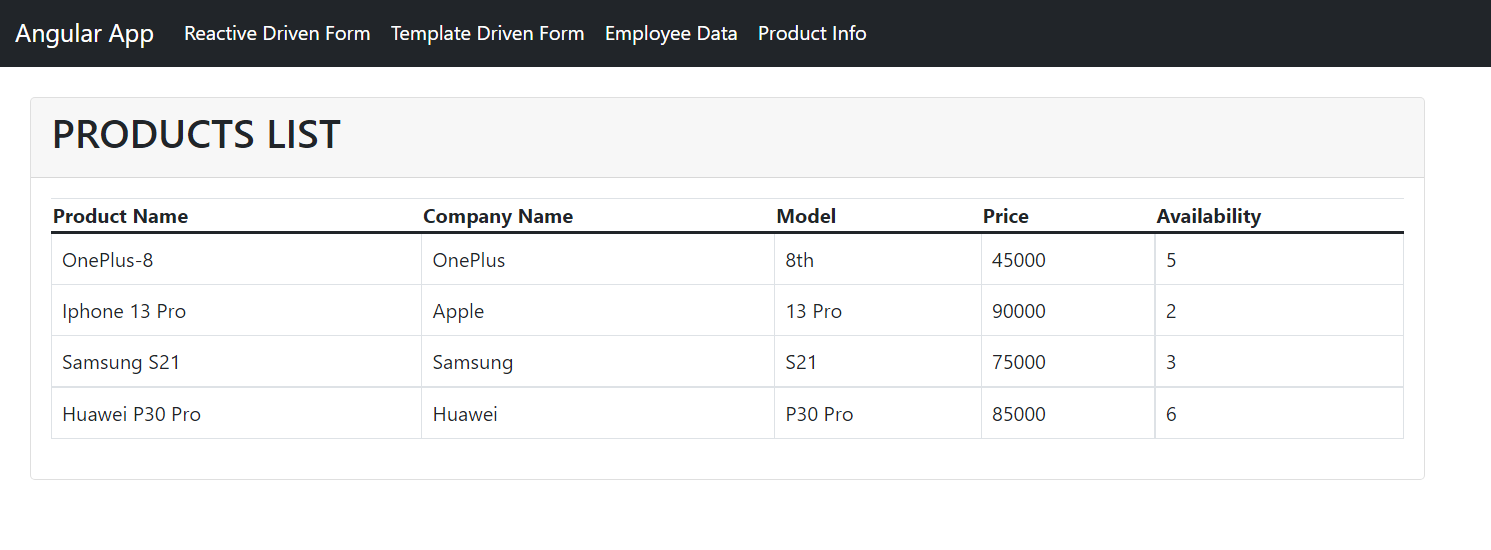 Angular App Reactive Driven Form Template Driven Form Employee Data Product Info
PRODUCTS LIST
Product Name Company Name Model Price Availability
OnePlus-8 OnePlus 8th 45000 5
Iphone 13 Pro Apple 13 Pro 90000 2
Samsung S21 Samsung S21 75000 3
Huawei P30 Pro Huawei P30 Pro 85000 6